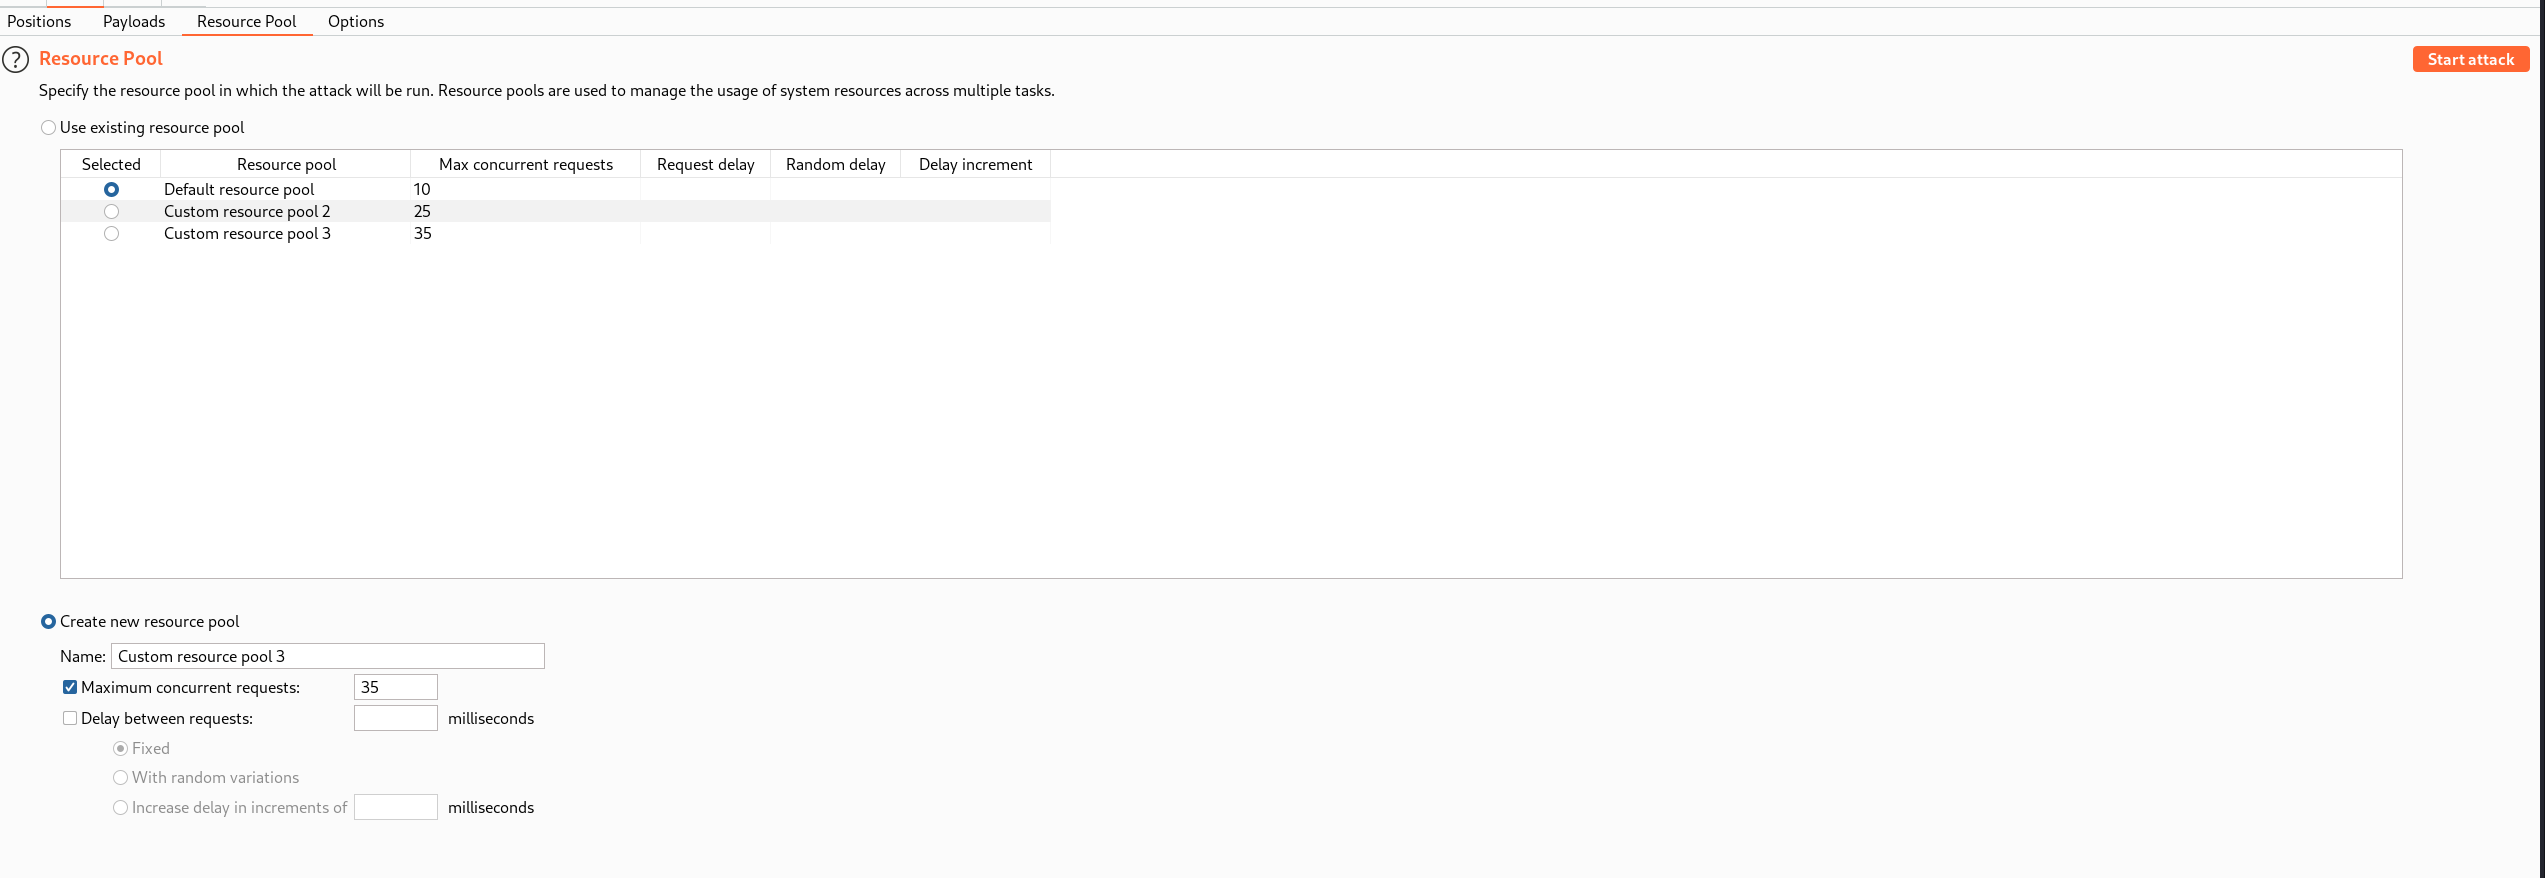 Positions Payloads Resource Pool Options
? Resource Pool Start attack
Specify the resource pool in which the attack will be run. Resource pools are used to manage the usage of system resources across multiple tasks.
Use existing resource pool
Selected Resource pool Max concurrent requests Request delay Random delay Delay increment
Default resource pool 10
Custom resource pool 2 25
Custom resource pool 3 35
Create new resource pool
Name: Custom resource pool 3
Maximum concurrent requests: 35
Delay between requests: milliseconds
Fixed
With random variations
Increase delay in increments of milliseconds